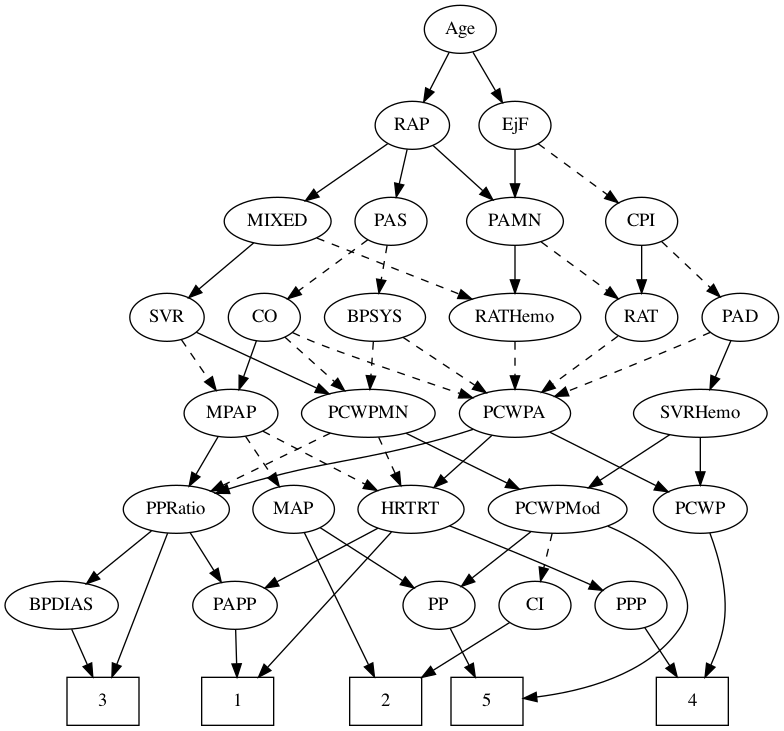 Age
RAP EjF
MIXED PAS PAMN CPI
SVR CO BPSYS RATHemo RAT PAD
MPAP PCWPMN PCWPA SVRHemo
PPRatio MAP HRTRT PCWPMod PCWP
BPDIAS PAPP PP CI PPP
3 1 2 5 4